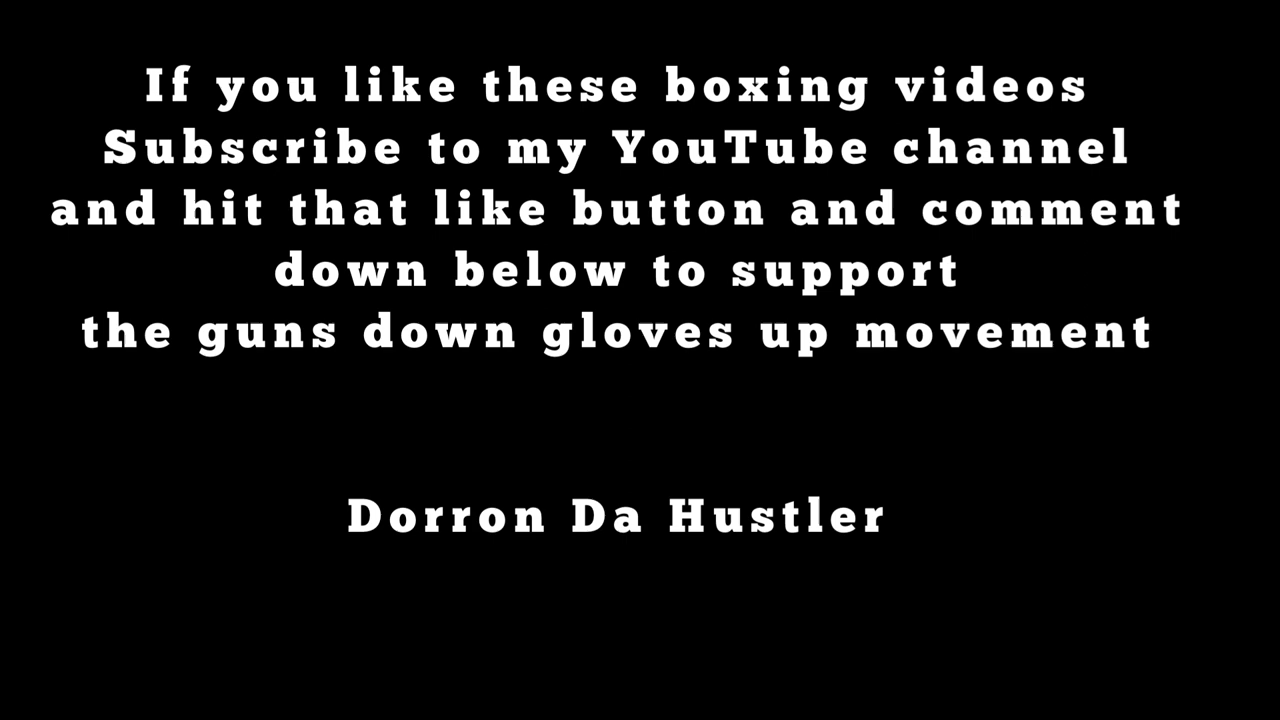 If you like these boxing videos
Subscribe to my YouTube channel
and hit that like button and comment
down below to support
the guns down gloves up movement
Dorron Da Hustler